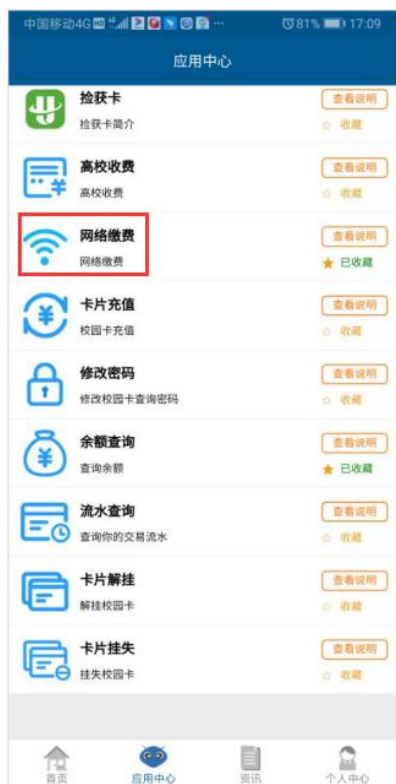 中国移动4G HD 4G 81% 17:09
应用中心
捡获卡 查看说明
捡获卡简介 ☆ 收藏
高校收费 查看说明
高校收费 ☆ 收藏
网络缴费 查看说明
网络缴费 ★ 已收藏
卡片充值 查看说明
校园卡充值 ☆ 收藏
修改密码 查看说明
修改校园卡查询密码 ☆ 收藏
余额查询 查看说明
查询余额 ★ 已收藏
流水查询 查看说明
查询你的交易流水 ☆ 收藏
卡片解挂 查看说明
解挂校园卡 ☆ 收藏
卡片挂失 查看说明
挂失校园卡 ☆ 收藏
首页 应用中心 资讯 个人中心